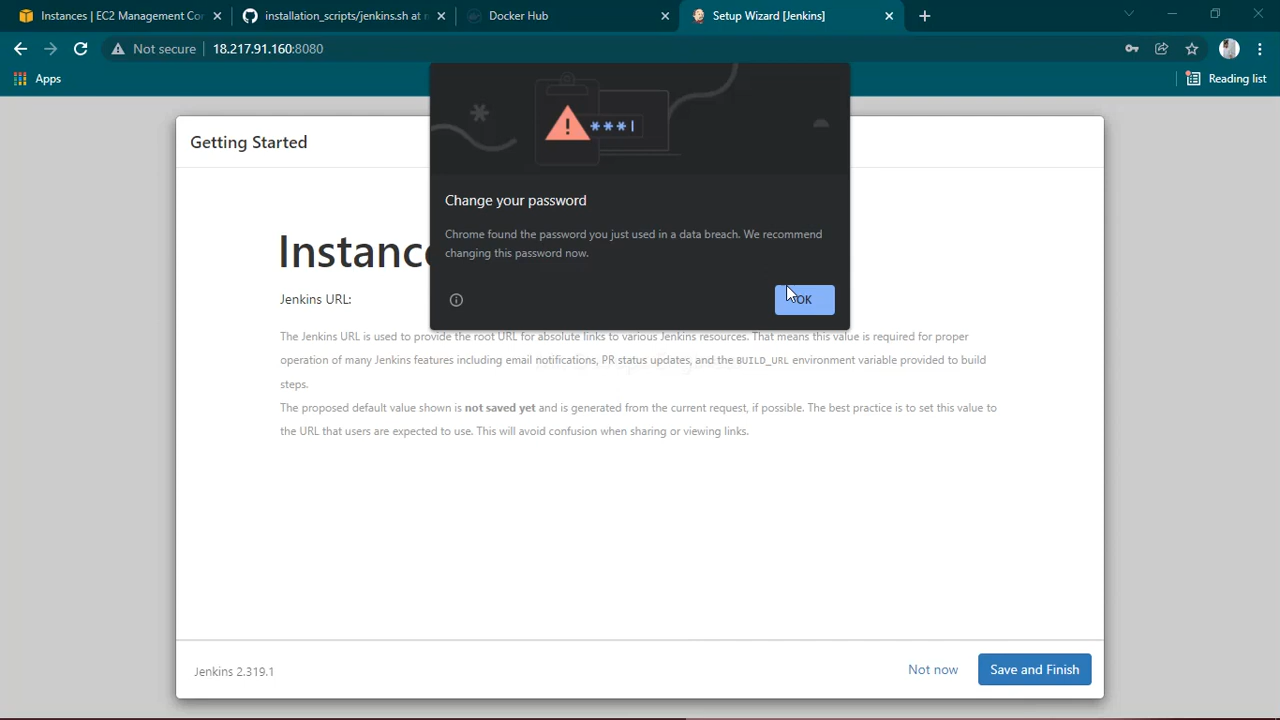 Instances | EC2 Management Co
installation_scripts/jenkins.sh at
Docker Hub
Setup Wizard [Jenkins]
Not secure
18.217.91.160:8080
Apps
Reading list
Getting Started
***|
Change your password
Chrome found the password you just used in a data breach. We recommend
changing this password now.
OK
Instanc
Jenkins URL:
The Jenkins URL is used to provide the root URL for absolute links to various Jenkins resources. That means this value is required for proper
operation of many Jenkins features including email notifications, PR status updates, and the BUILD_URL environment variable provided to build
steps.
The proposed default value shown is not saved yet and is generated from the current request, if possible. The best practice is to set this value to
the URL that users are expected to use. This will avoid confusion when sharing or viewing links.
Jenkins 2.319.1
Not now
Save and Finish